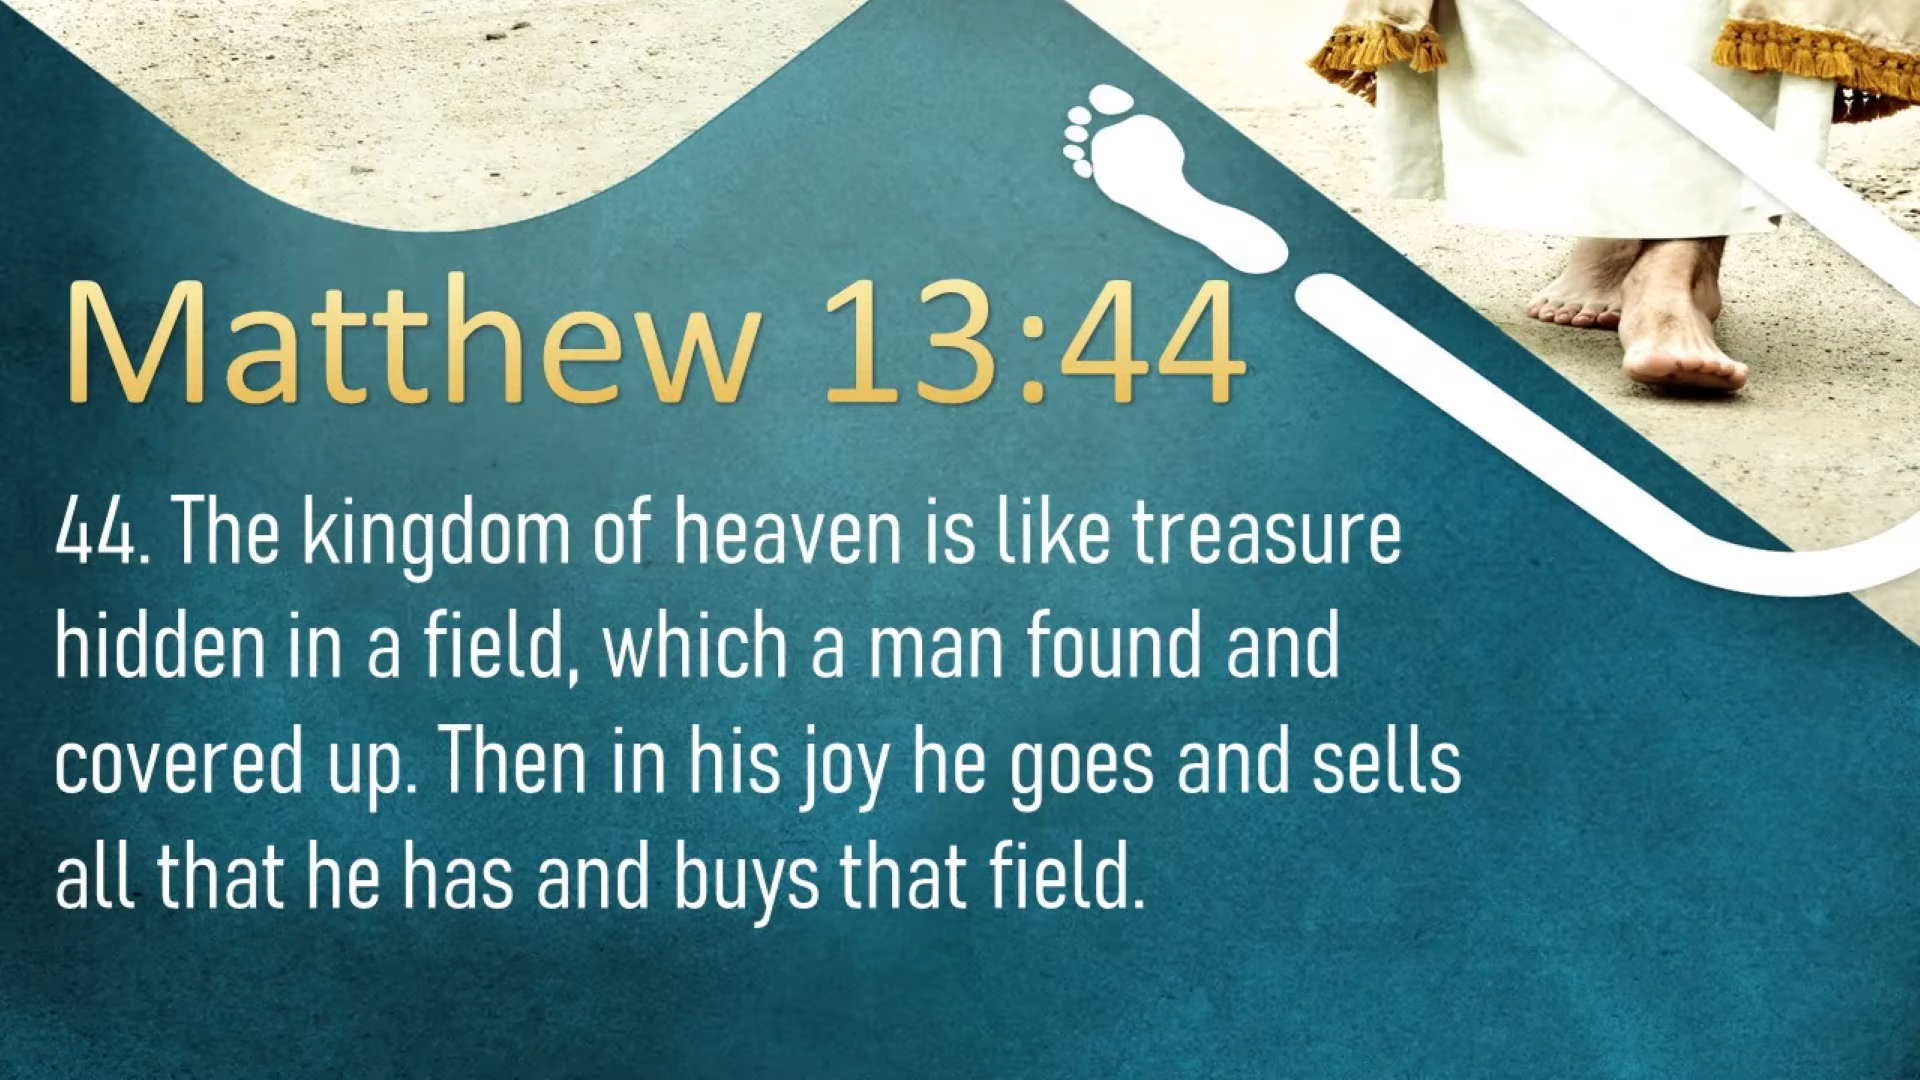 Matthew 13:44
44. The kingdom of heaven is like treasure
hidden in a field, which a man found and
covered up. Then in his joy he goes and sells
all that he has and buys that field.